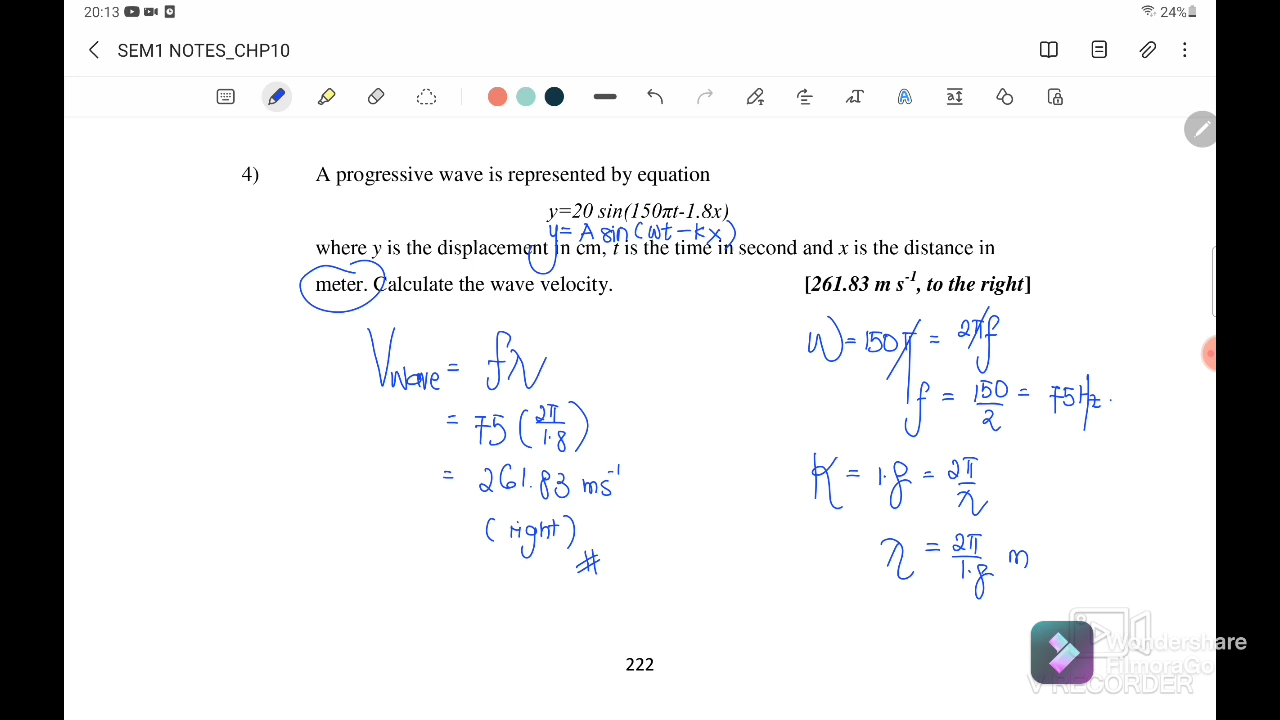 20:13 24%
SEM1 NOTES_CHP10
4) A progressive wave is represented by equation
y=20 sin(150πt-1.8x)
y = A sin(ωt - kx)
where y is the displacement in cm, t is the time in second and x is the distance in
meter. Calculate the wave velocity. [261.83 m s⁻¹, to the right]
V wave = fλ
= 75 (2π/1.8)
= 261.83 ms⁻¹
(right)
#
ω = 150π = 2πf
f = 150/2 = 75Hz.
K = 1.8 = 2π/λ
λ = 2π/1.8 m
222
Wondershare
FilmoraGo
V RECORDER